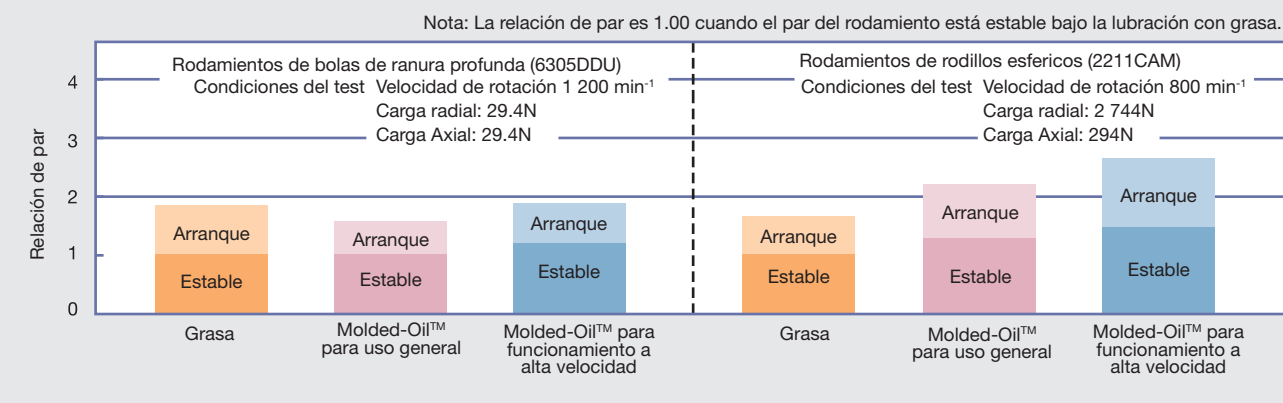 Nota: La relación de par es 1.00 cuando el par del rodamiento está estable bajo la lubración con grasa.
Relación de par
4
3
2
1
0
Rodamientos de bolas de ranura profunda (6305DDU)
Condiciones del test Velocidad de rotación 1 200 min-1
Carga radial: 29.4N
Carga Axial: 29.4N
Arranque
Estable
Grasa
Arranque
Estable
Molded-Oil™
para uso general
Arranque
Estable
Molded-Oil™ para
funcionamiento a
alta velocidad
Rodamientos de rodillos esfericos (2211CAM)
Condiciones del test Velocidad de rotación 800 min-1
Carga radial: 2 744N
Carga Axial: 294N
Arranque
Estable
Grasa
Arranque
Estable
Molded-Oil™
para uso general
Arranque
Estable
Molded-Oil™ para
funcionamiento a
alta velocidad